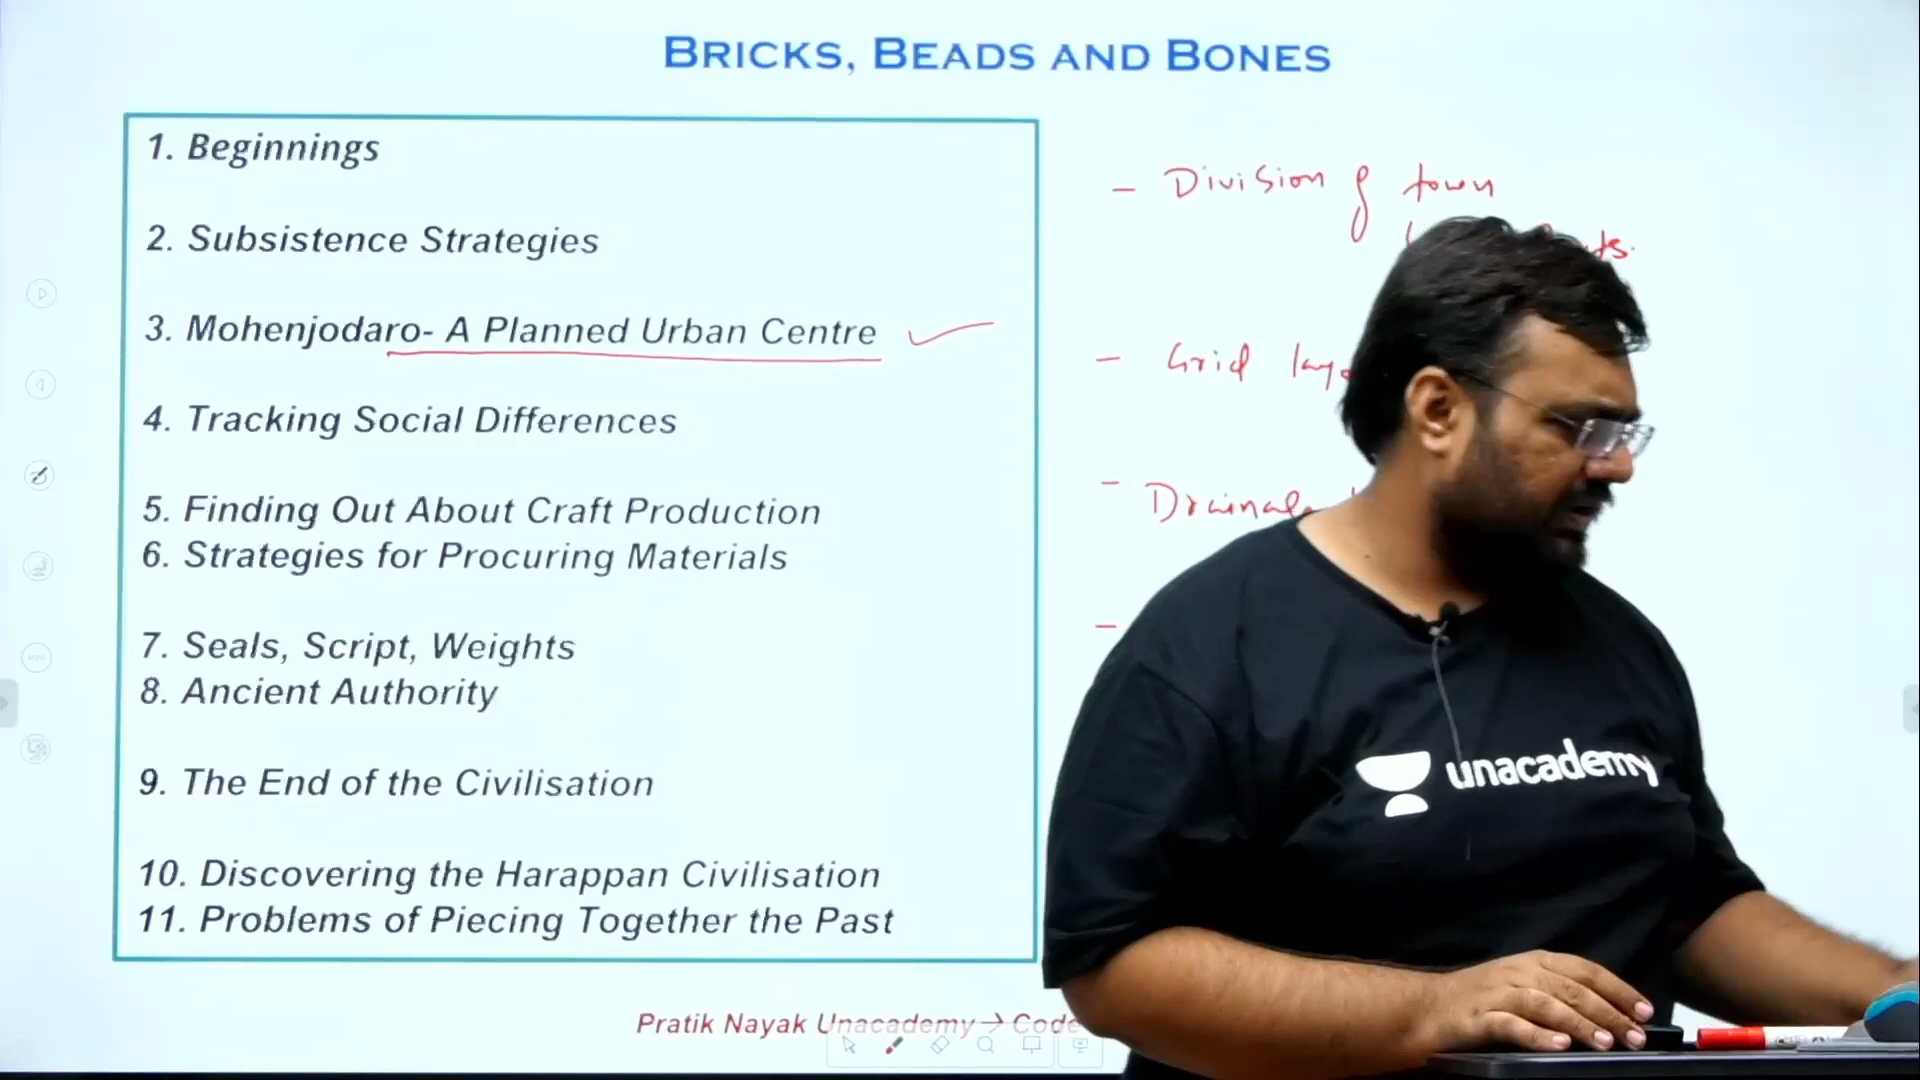 BRICKS, BEADS AND BONES
1. Beginnings
2. Subsistence Strategies
3. Mohenjodaro- A Planned Urban Centre
4. Tracking Social Differences
5. Finding Out About Craft Production
6. Strategies for Procuring Materials
7. Seals, Script, Weights
8. Ancient Authority
9. The End of the Civilisation
10. Discovering the Harappan Civilisation
11. Problems of Piecing Together the Past
- Division of town
- Grid
-
-
unacademy
Pratik Nayak Unacademy → Code